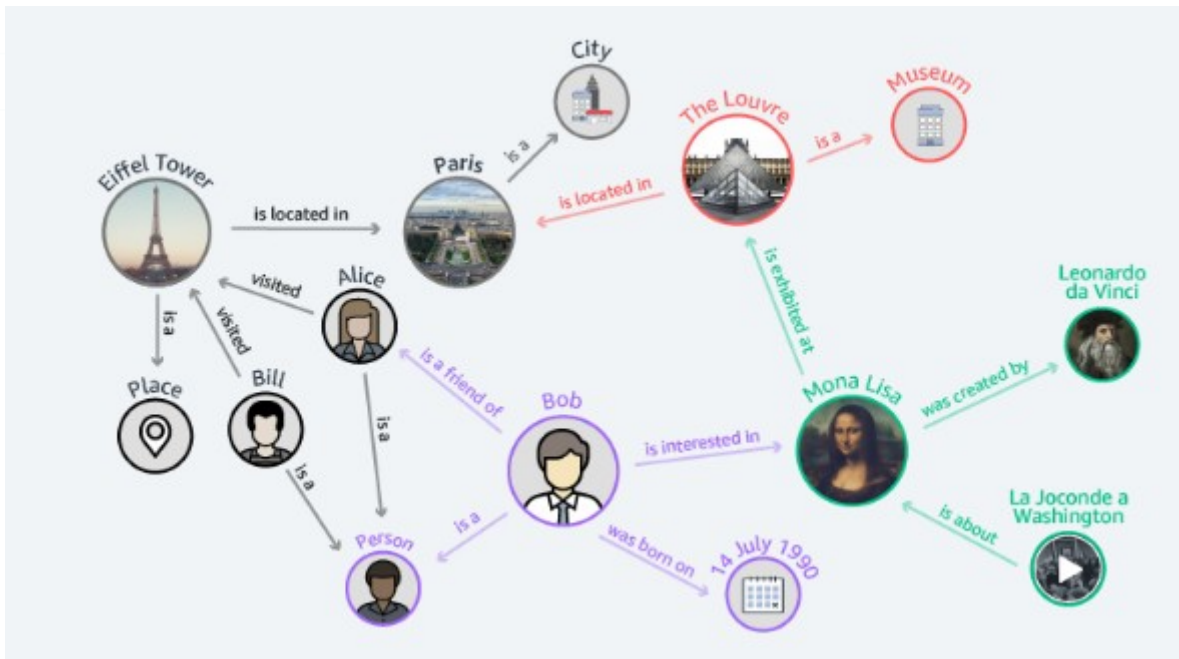 City
Museum
The Louvre
is a
Eiffel Tower
Paris
is a
is located in
is located in
Alice
visited
is exhibited at
Leonardo
da Vinci
is a
visited
Place
Bill
is a friend of
Bob
Mona Lisa
was created by
is a
is interested in
is a
La Joconde a
Washington
is about
Person
is a
was born on
14 July 1990